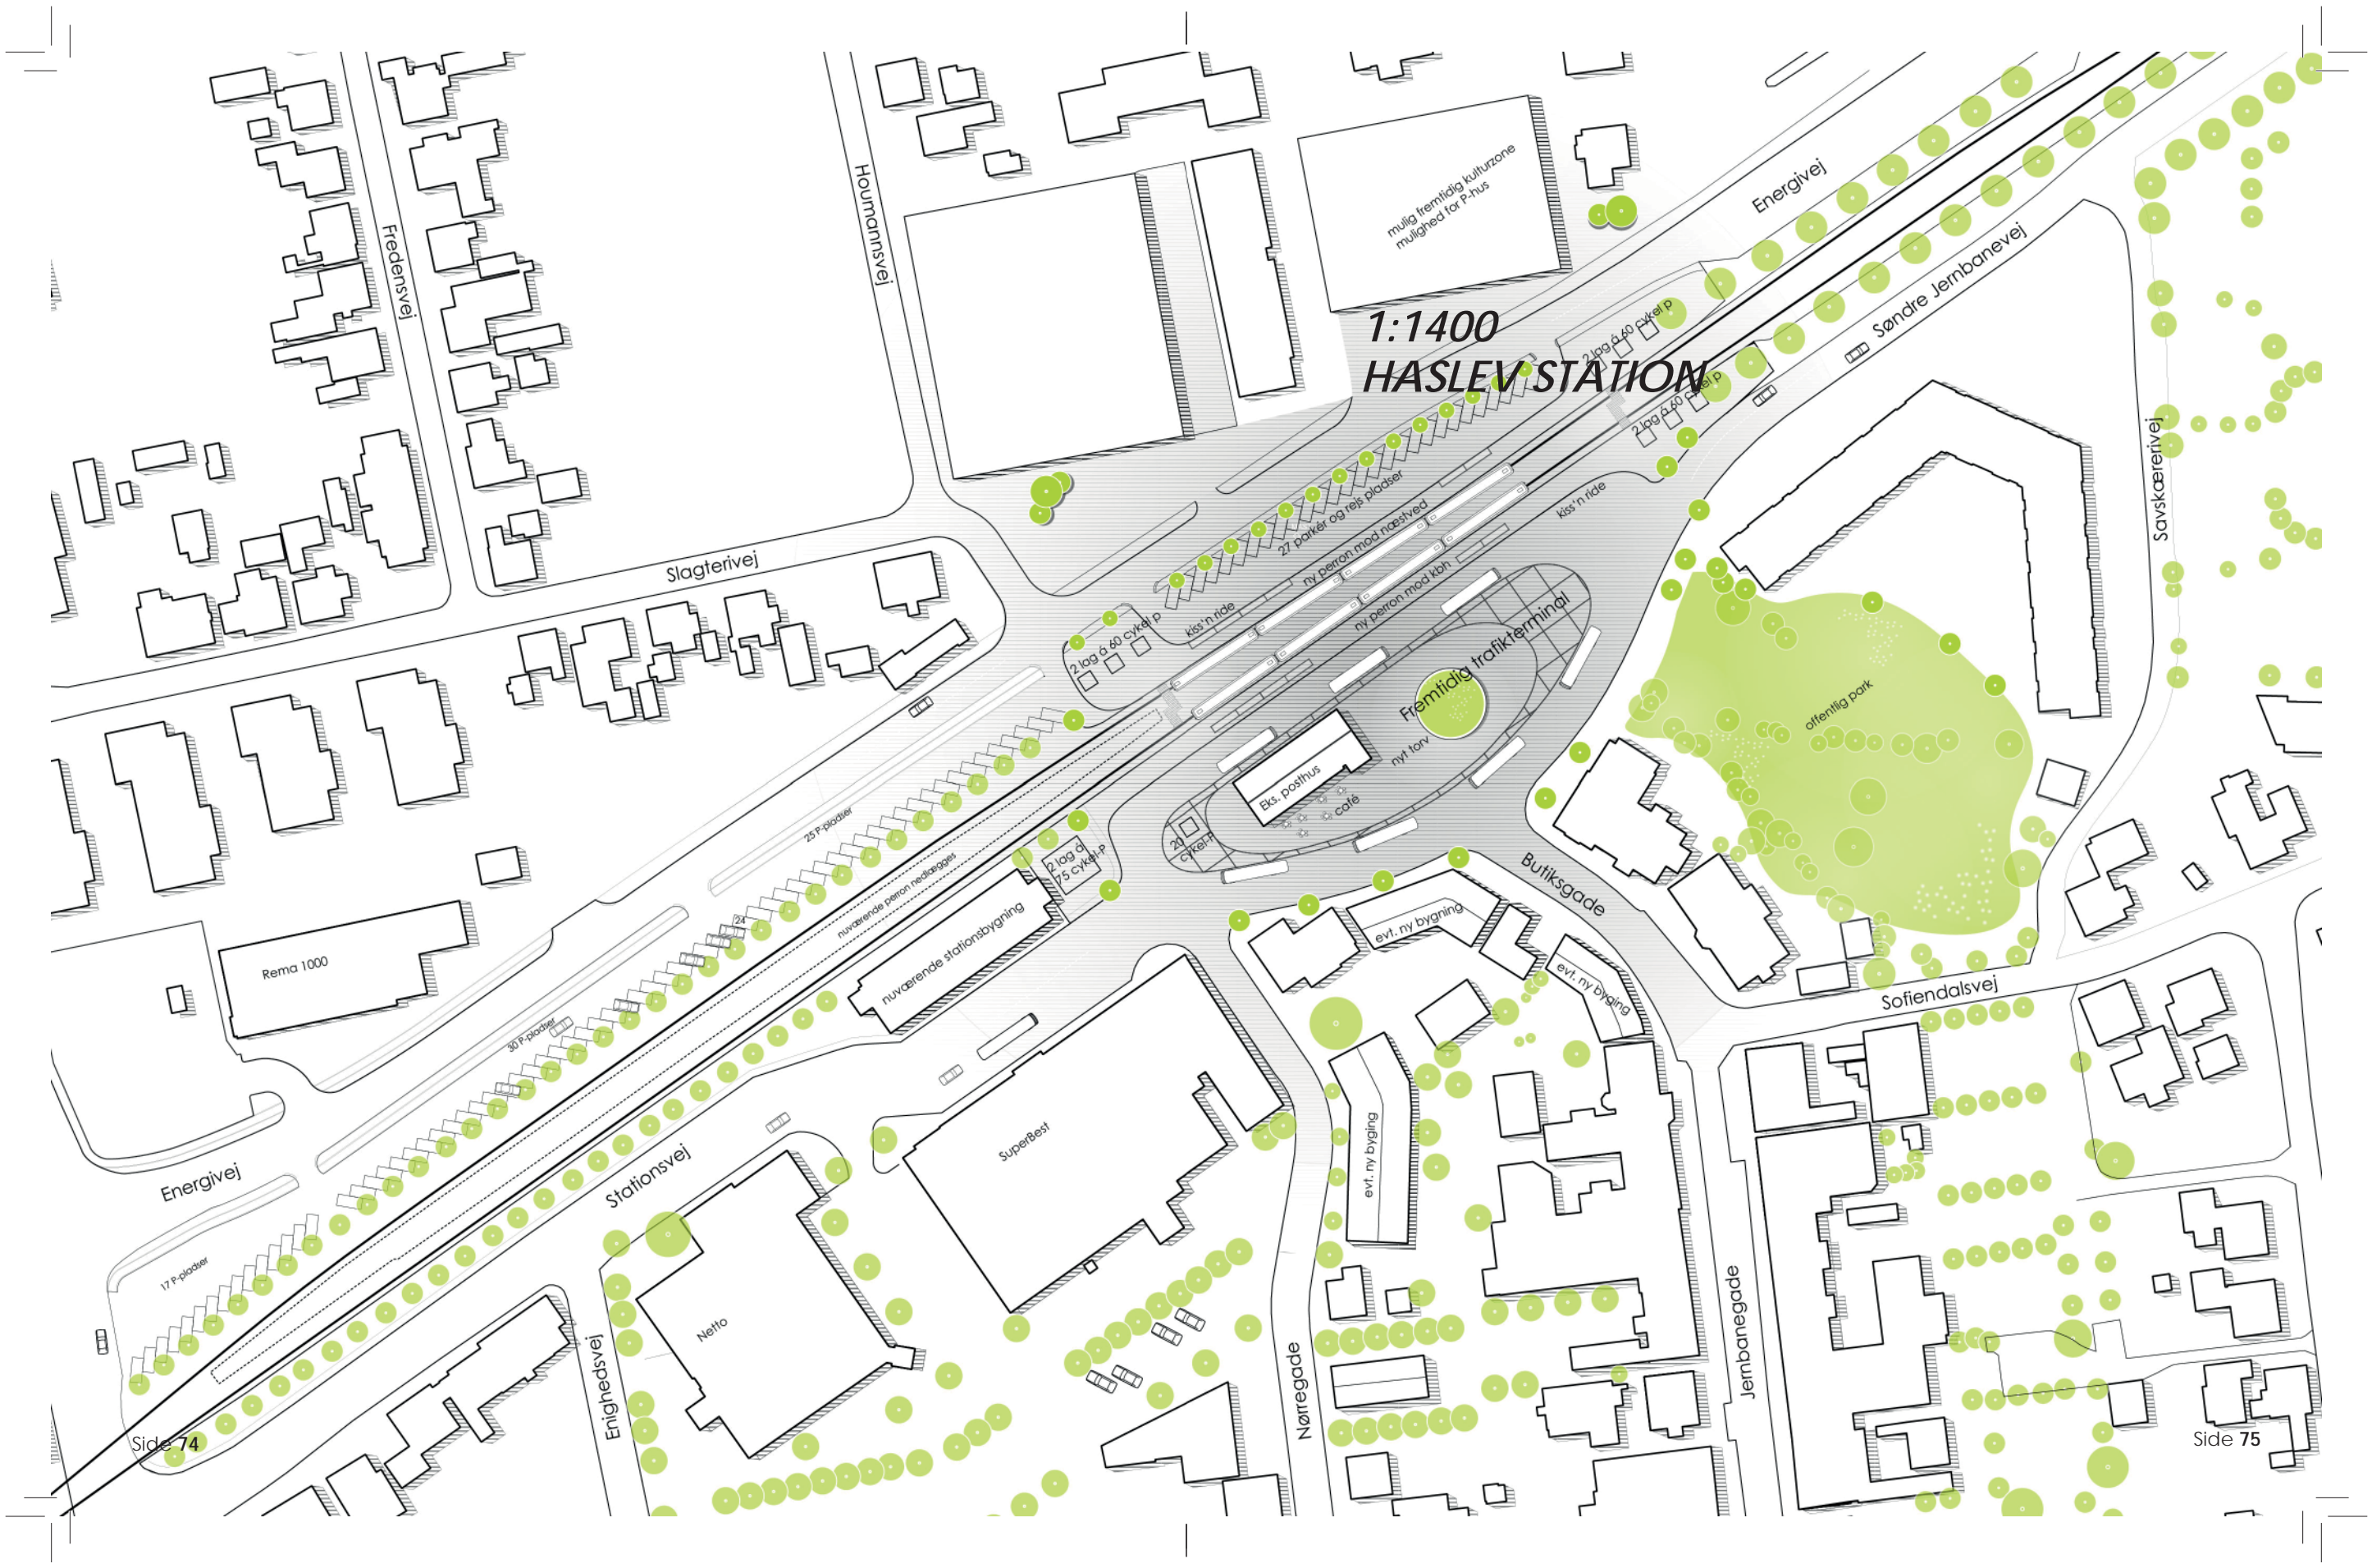 1:1400
HASLEV STATION
mulig fremtidig kulturzone
mulighed for P-hus
Energivej
Houmannsvej
Fredensvej
Søndre Jernbanevej
Savskærerivej
2 lag á 60 cykel p
2 lag á 60 cykel p
27 parkér og rejs pladser
kiss'n ride
ny perron mod næstved
ny perron mod kbh
Slagterivej
kiss'n ride
2 lag á 60 cykel p
Fremtidig trafikterminal
offentlig park
nyt torv
Eks. posthus
café
20
cykel-P
25 P-pladser
2 lag á
75 cykel-P
nuværende perron nedlægges
24
nuværende stationsbygning
Butiksgade
evt. ny bygning
evt. ny byging
Sofiendalsvej
Rema 1000
30 P-pladser
SuperBest
evt. ny byging
Energivej
Stationsvej
17 P-pladser
Netto
Enighedsvej
Nørregade
Jernbanegade
Side 74
Side 75